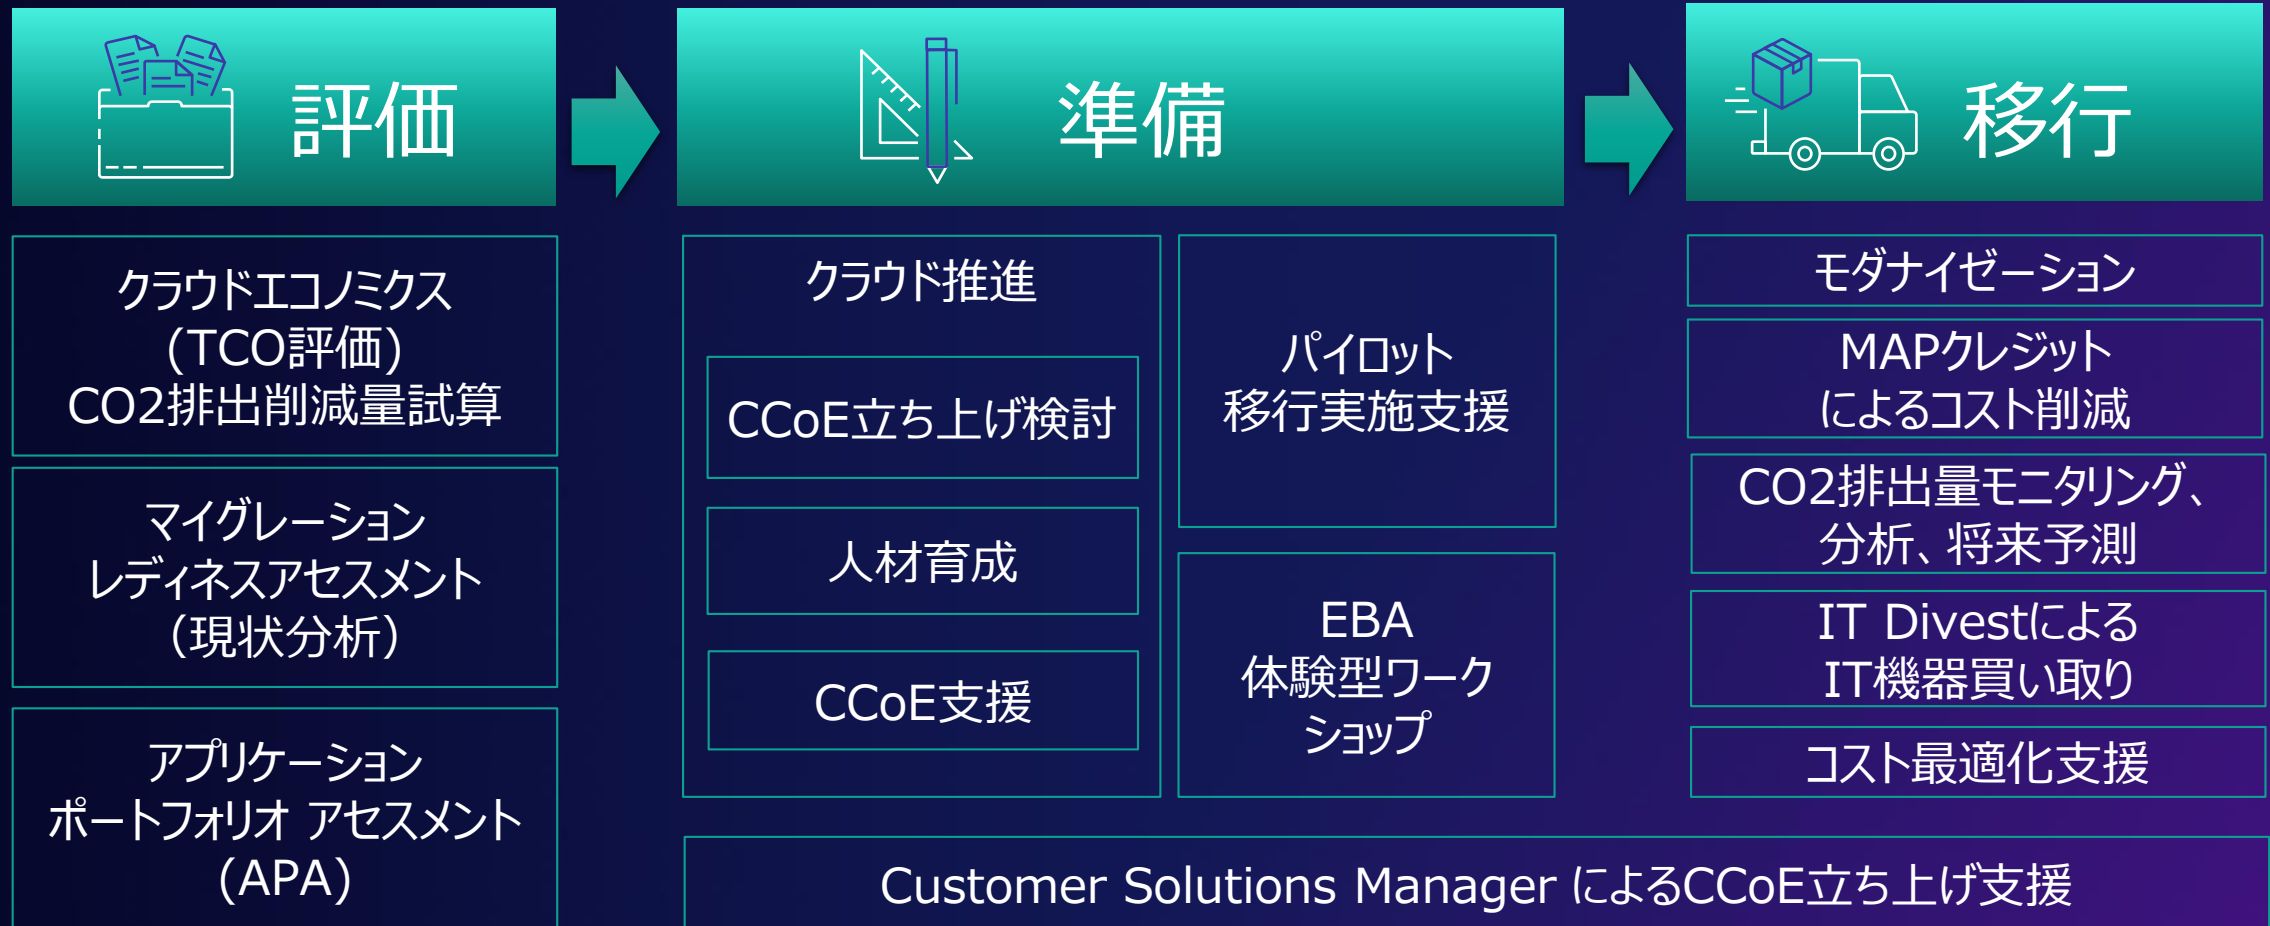 評価
準備
移行
クラウドエコノミクス
(TCO評価)
CO2排出削減量試算
マイグレーション
レディネスアセスメント
（現状分析）
アプリケーション
ポートフォリオ アセスメント
(APA)
クラウド推進
CCoE立ち上げ検討
人材育成
CCoE支援
パイロット
移行実施支援
EBA
体験型ワーク
ショップ
モダナイゼーション
MAPクレジット
によるコスト削減
CO2排出量モニタリング、
分析、将来予測
IT Divestによる
IT機器買い取り
コスト最適化支援
Customer Solutions Manager によるCCoE立ち上げ支援